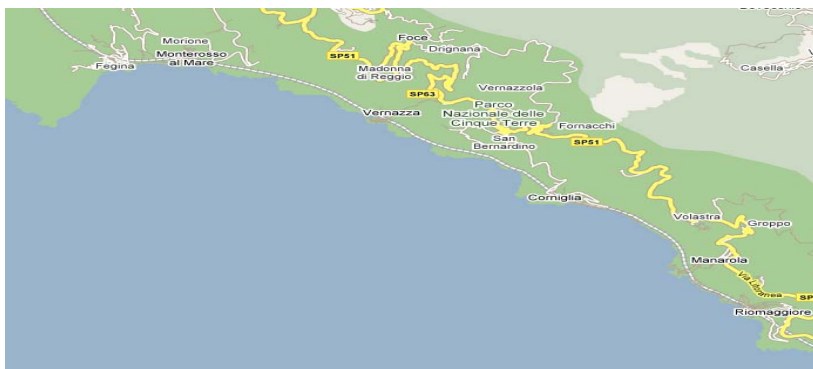 Foce
Morione
Drignana
SP51
Monterosso
al Mare
Fegina
Madonna
di Reggio
Casella
Vernazzola
SP63
Parco
Nazionale delle
Cinque Terre
Vernazza
Fornacchi
San
Bernardino
SP51
Corniglia
Volastra
Groppo
Manarola
Via Litoranea
SP
Riomaggiore